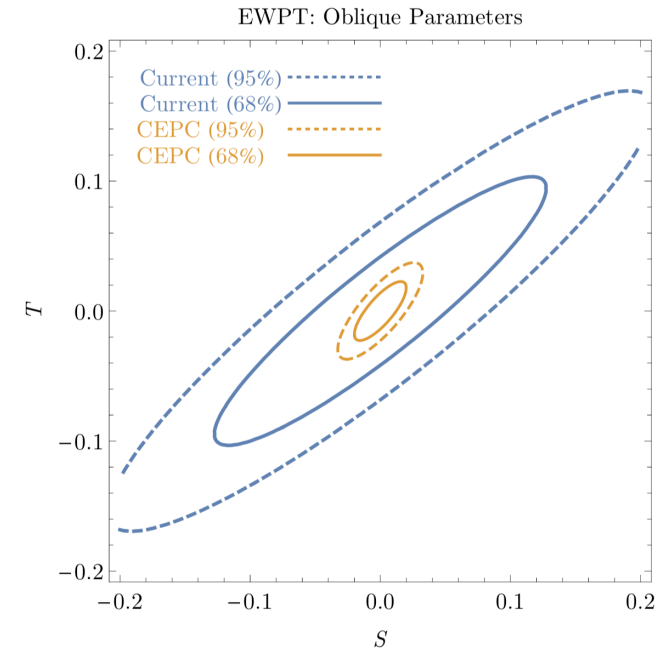 EWPT: Oblique Parameters
0.2
Current (95%)
Current (68%)
CEPC (95%)
CEPC (68%)
0.1
T
0.0
−0.1
−0.2
−0.2 −0.1 0.0 0.1 0.2
S